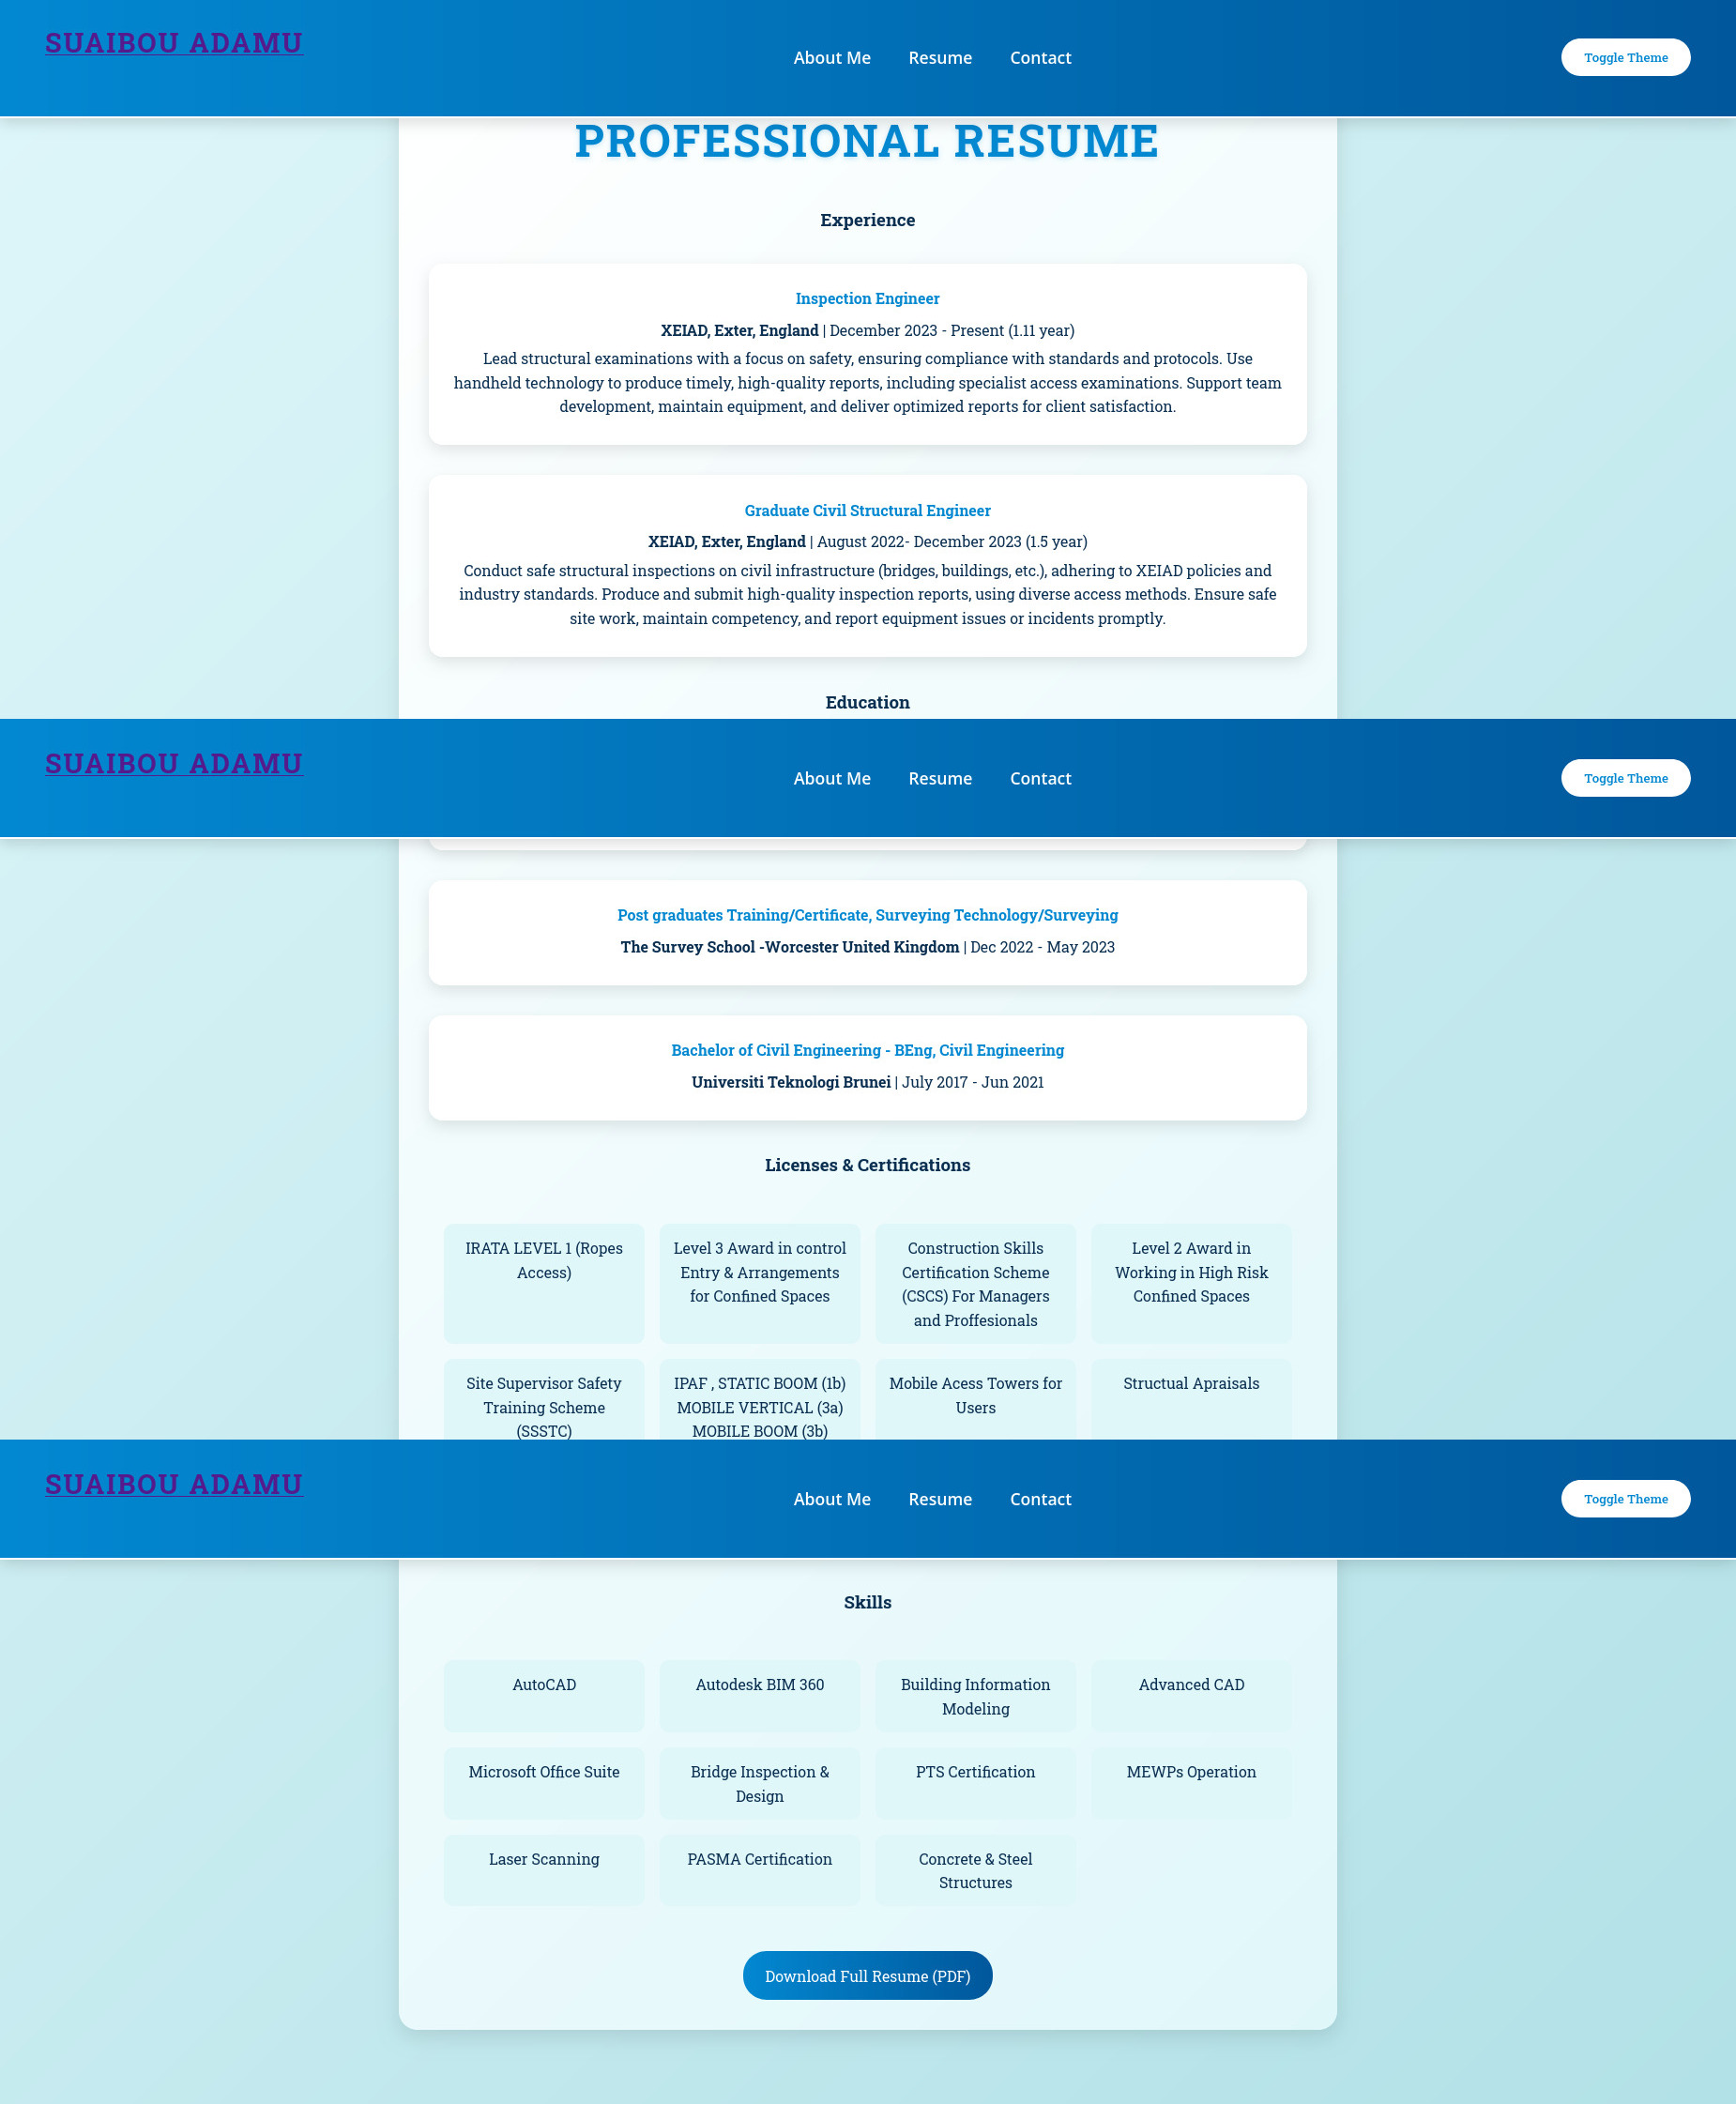 SUAIBOU ADAMU
About Me
Resume
Contact
Toggle Theme
PROFESSIONAL RESUME
Experience
Inspection Engineer
XEIAD, Exter, England | December 2023 - Present (1.11 year)
Lead structural examinations with a focus on safety, ensuring compliance with standards and protocols. Use
handheld technology to produce timely, high-quality reports, including specialist access examinations. Support team
development, maintain equipment, and deliver optimized reports for client satisfaction.
Graduate Civil Structural Engineer
XEIAD, Exter, England | August 2022- December 2023 (1.5 year)
Conduct safe structural inspections on civil infrastructure (bridges, buildings, etc.), adhering to XEIAD policies and
industry standards. Produce and submit high-quality inspection reports, using diverse access methods. Ensure safe
site work, maintain competency, and report equipment issues or incidents promptly.
Education
SUAIBOU ADAMU
About Me
Resume
Contact
Toggle Theme
Post graduates Training/Certificate, Surveying Technology/Surveying
The Survey School -Worcester United Kingdom | Dec 2022 - May 2023
Bachelor of Civil Engineering - BEng, Civil Engineering
Universiti Teknologi Brunei | July 2017 - Jun 2021
Licenses & Certifications
IRATA LEVEL 1 (Ropes
Access)
Level 3 Award in control
Entry & Arrangements
for Confined Spaces
Construction Skills
Certification Scheme
(CSCS) For Managers
and Proffesionals
Level 2 Award in
Working in High Risk
Confined Spaces
Site Supervisor Safety
Training Scheme
(SSSTC)
IPAF , STATIC BOOM (1b)
MOBILE VERTICAL (3a)
MOBILE BOOM (3b)
Mobile Acess Towers for
Users
Structual Apraisals
SUAIBOU ADAMU
About Me
Resume
Contact
Toggle Theme
Skills
AutoCAD
Autodesk BIM 360
Building Information
Modeling
Advanced CAD
Microsoft Office Suite
Bridge Inspection &
Design
PTS Certification
MEWPs Operation
Laser Scanning
PASMA Certification
Concrete & Steel
Structures
Download Full Resume (PDF)